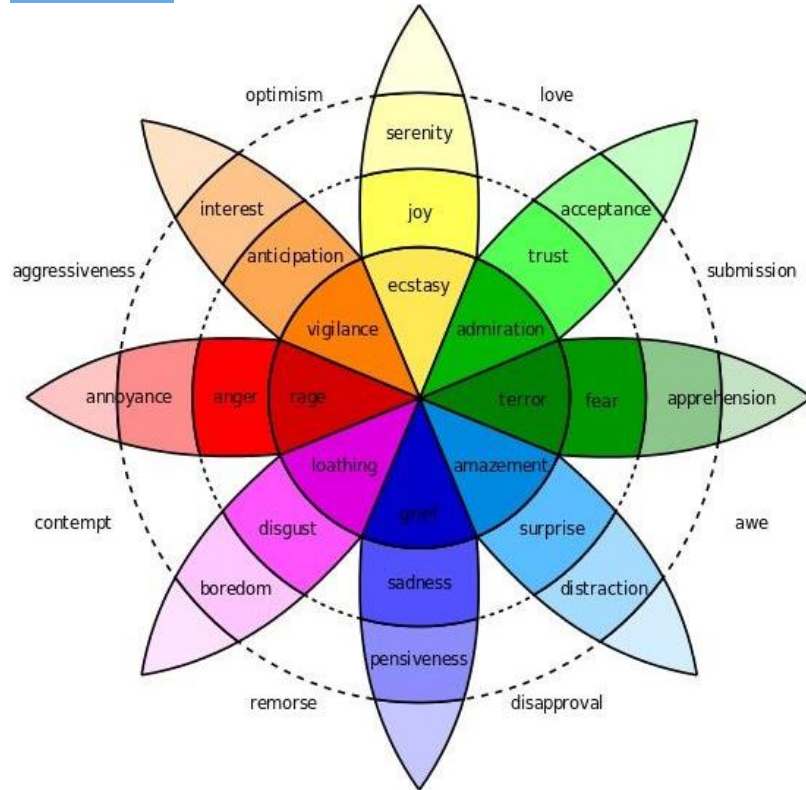 optimism
love
serenity
interest
acceptance
joy
anticipation
trust
aggressiveness
submission
ecstasy
vigilance
admiration
annoyance
anger
rage
terror
fear
apprehension
loathing
amazement
grief
contempt
awe
disgust
surprise
sadness
boredom
distraction
pensiveness
remorse
disapproval